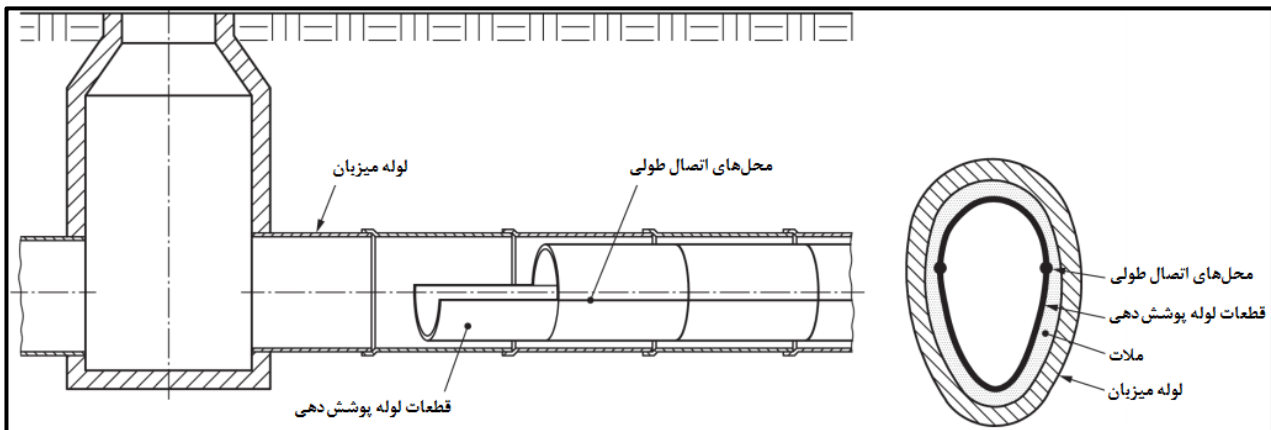 لوله میزبان
محل‌های اتصال طولی
قطعات لوله پوشش دهی
محل‌های اتصال طولی
قطعات لوله پوشش دهی
ملات
لوله میزبان